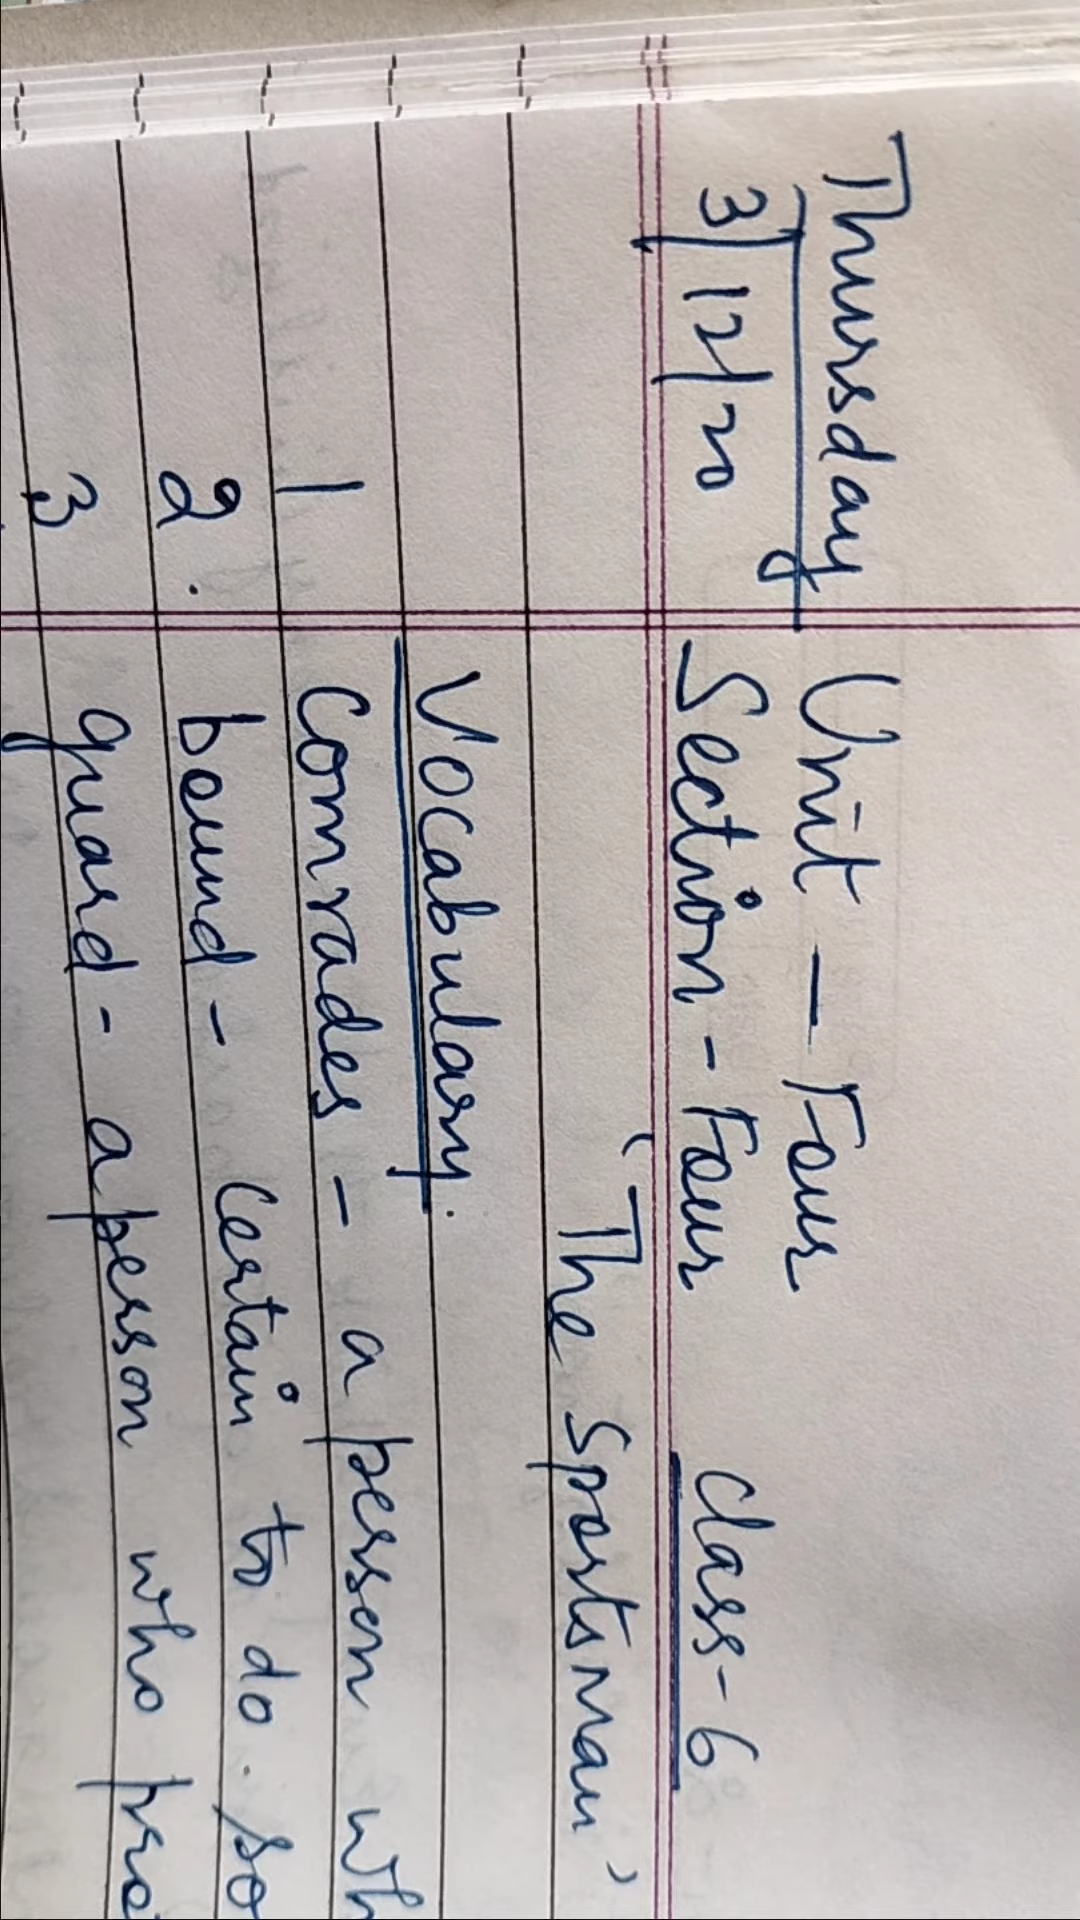 Thursday Unit - Four
3/12/20 Section - Four Class-6
'The Sportsman'
Vocabulary.
1 Comrades - a person wh
2. bound - Certain to do. so
3 guard - a person who pro